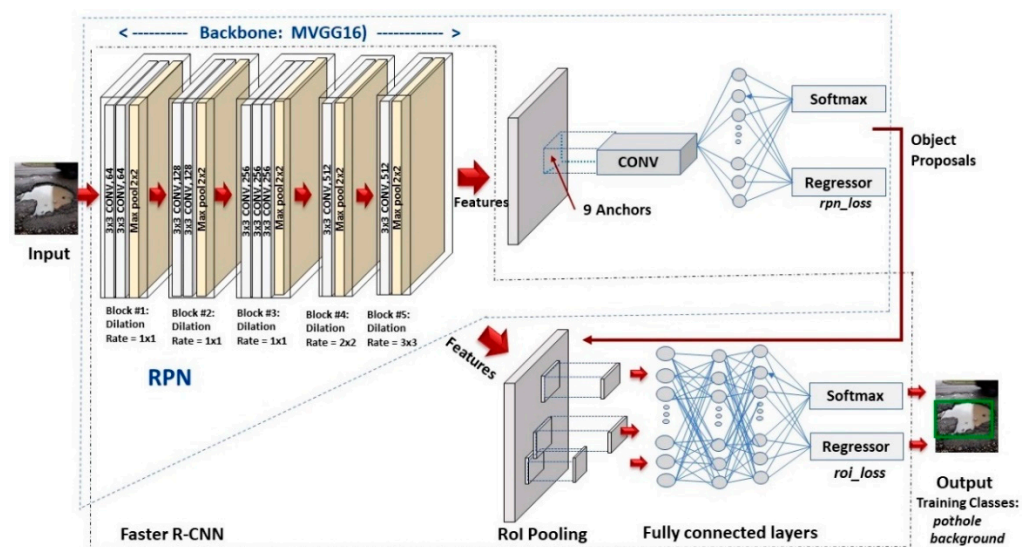 < ---------- Backbone: MVGG16) ------- >
3x3 CONV, 64
3x3 CONV, 64
Max pool 2x2
3x3 CONV, 128
3x3 CONV, 128
Max pool 2x2
3x3 CONV, 256
3x3 CONV, 256
3x3 CONV, 256
Max pool 2x2
3x3 CONV, 512
Max pool 2x2
3x3 CONV, 512
Max pool 2x2
Input
Features
CONV
9 Anchors
Softmax
Regressor
rpn_loss
Object
Proposals
Block #1:
Dilation
Rate = 1x1
Block #2:
Dilation
Rate = 1x1
Block #3:
Dilation
Rate = 1x1
Block #4:
Dilation
Rate = 2x2
Block #5:
Dilation
Rate = 3x3
RPN
Features
Softmax
Regressor
roi_loss
Output
Training Classes:
pothole
background
Faster R-CNN
RoI Pooling
Fully connected layers